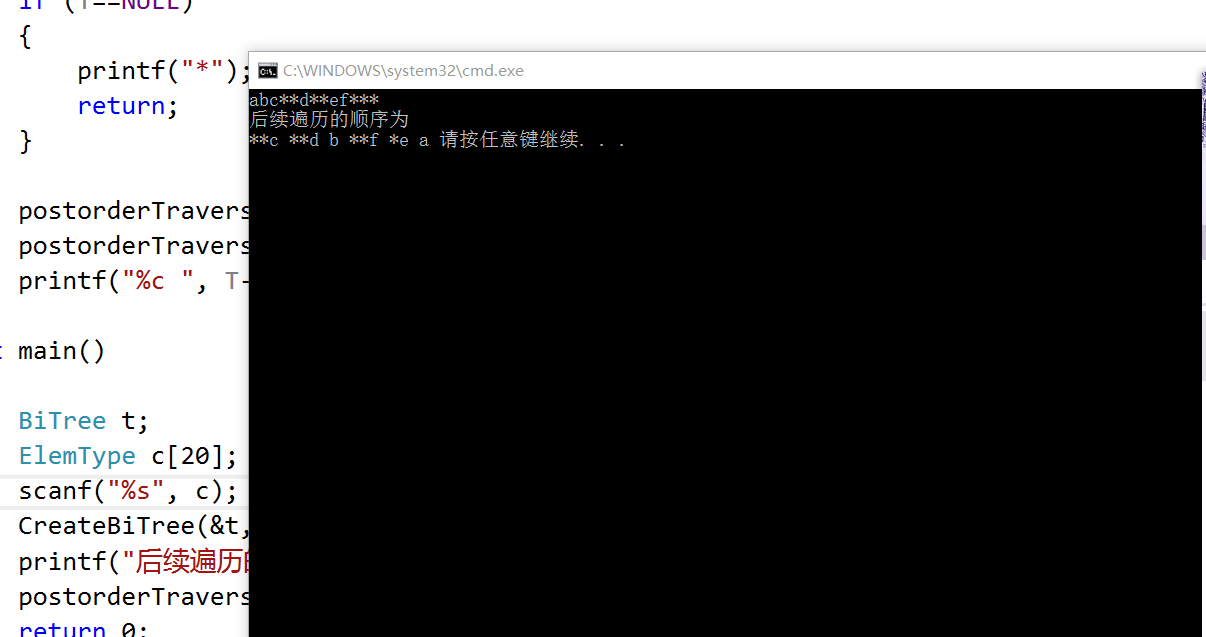 if (T==NULL)
{
printf("*");
return;
}
postorderTravers
postorderTravers
printf("%c ", T-
main()
BiTree t;
ElemType c[20];
scanf("%s", c);
CreateBiTree(&t,
printf("后续遍历的
postorderTravers
return 0;
C:\WINDOWS\system32\cmd.exe
abc**d**ef***
后续遍历的顺序为
**c **d b **f *e a 请按任意键继续. . .